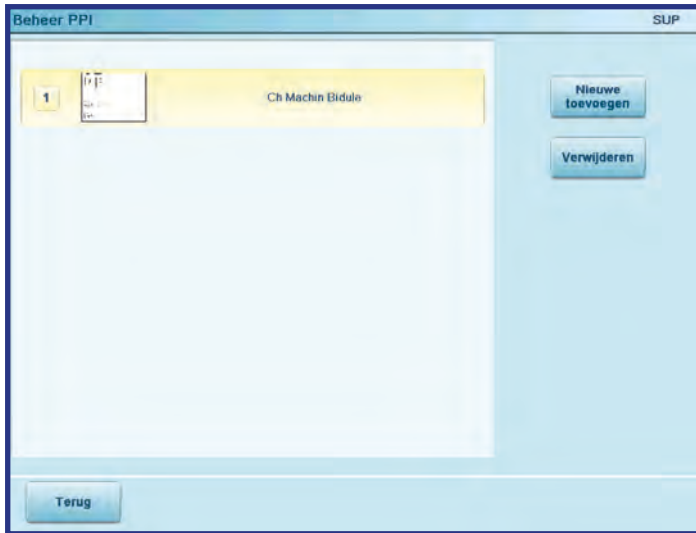 Beheer PPI
SUP
1
Ch Machin Bidule
Nieuwe
toevoegen
Verwijderen
Terug